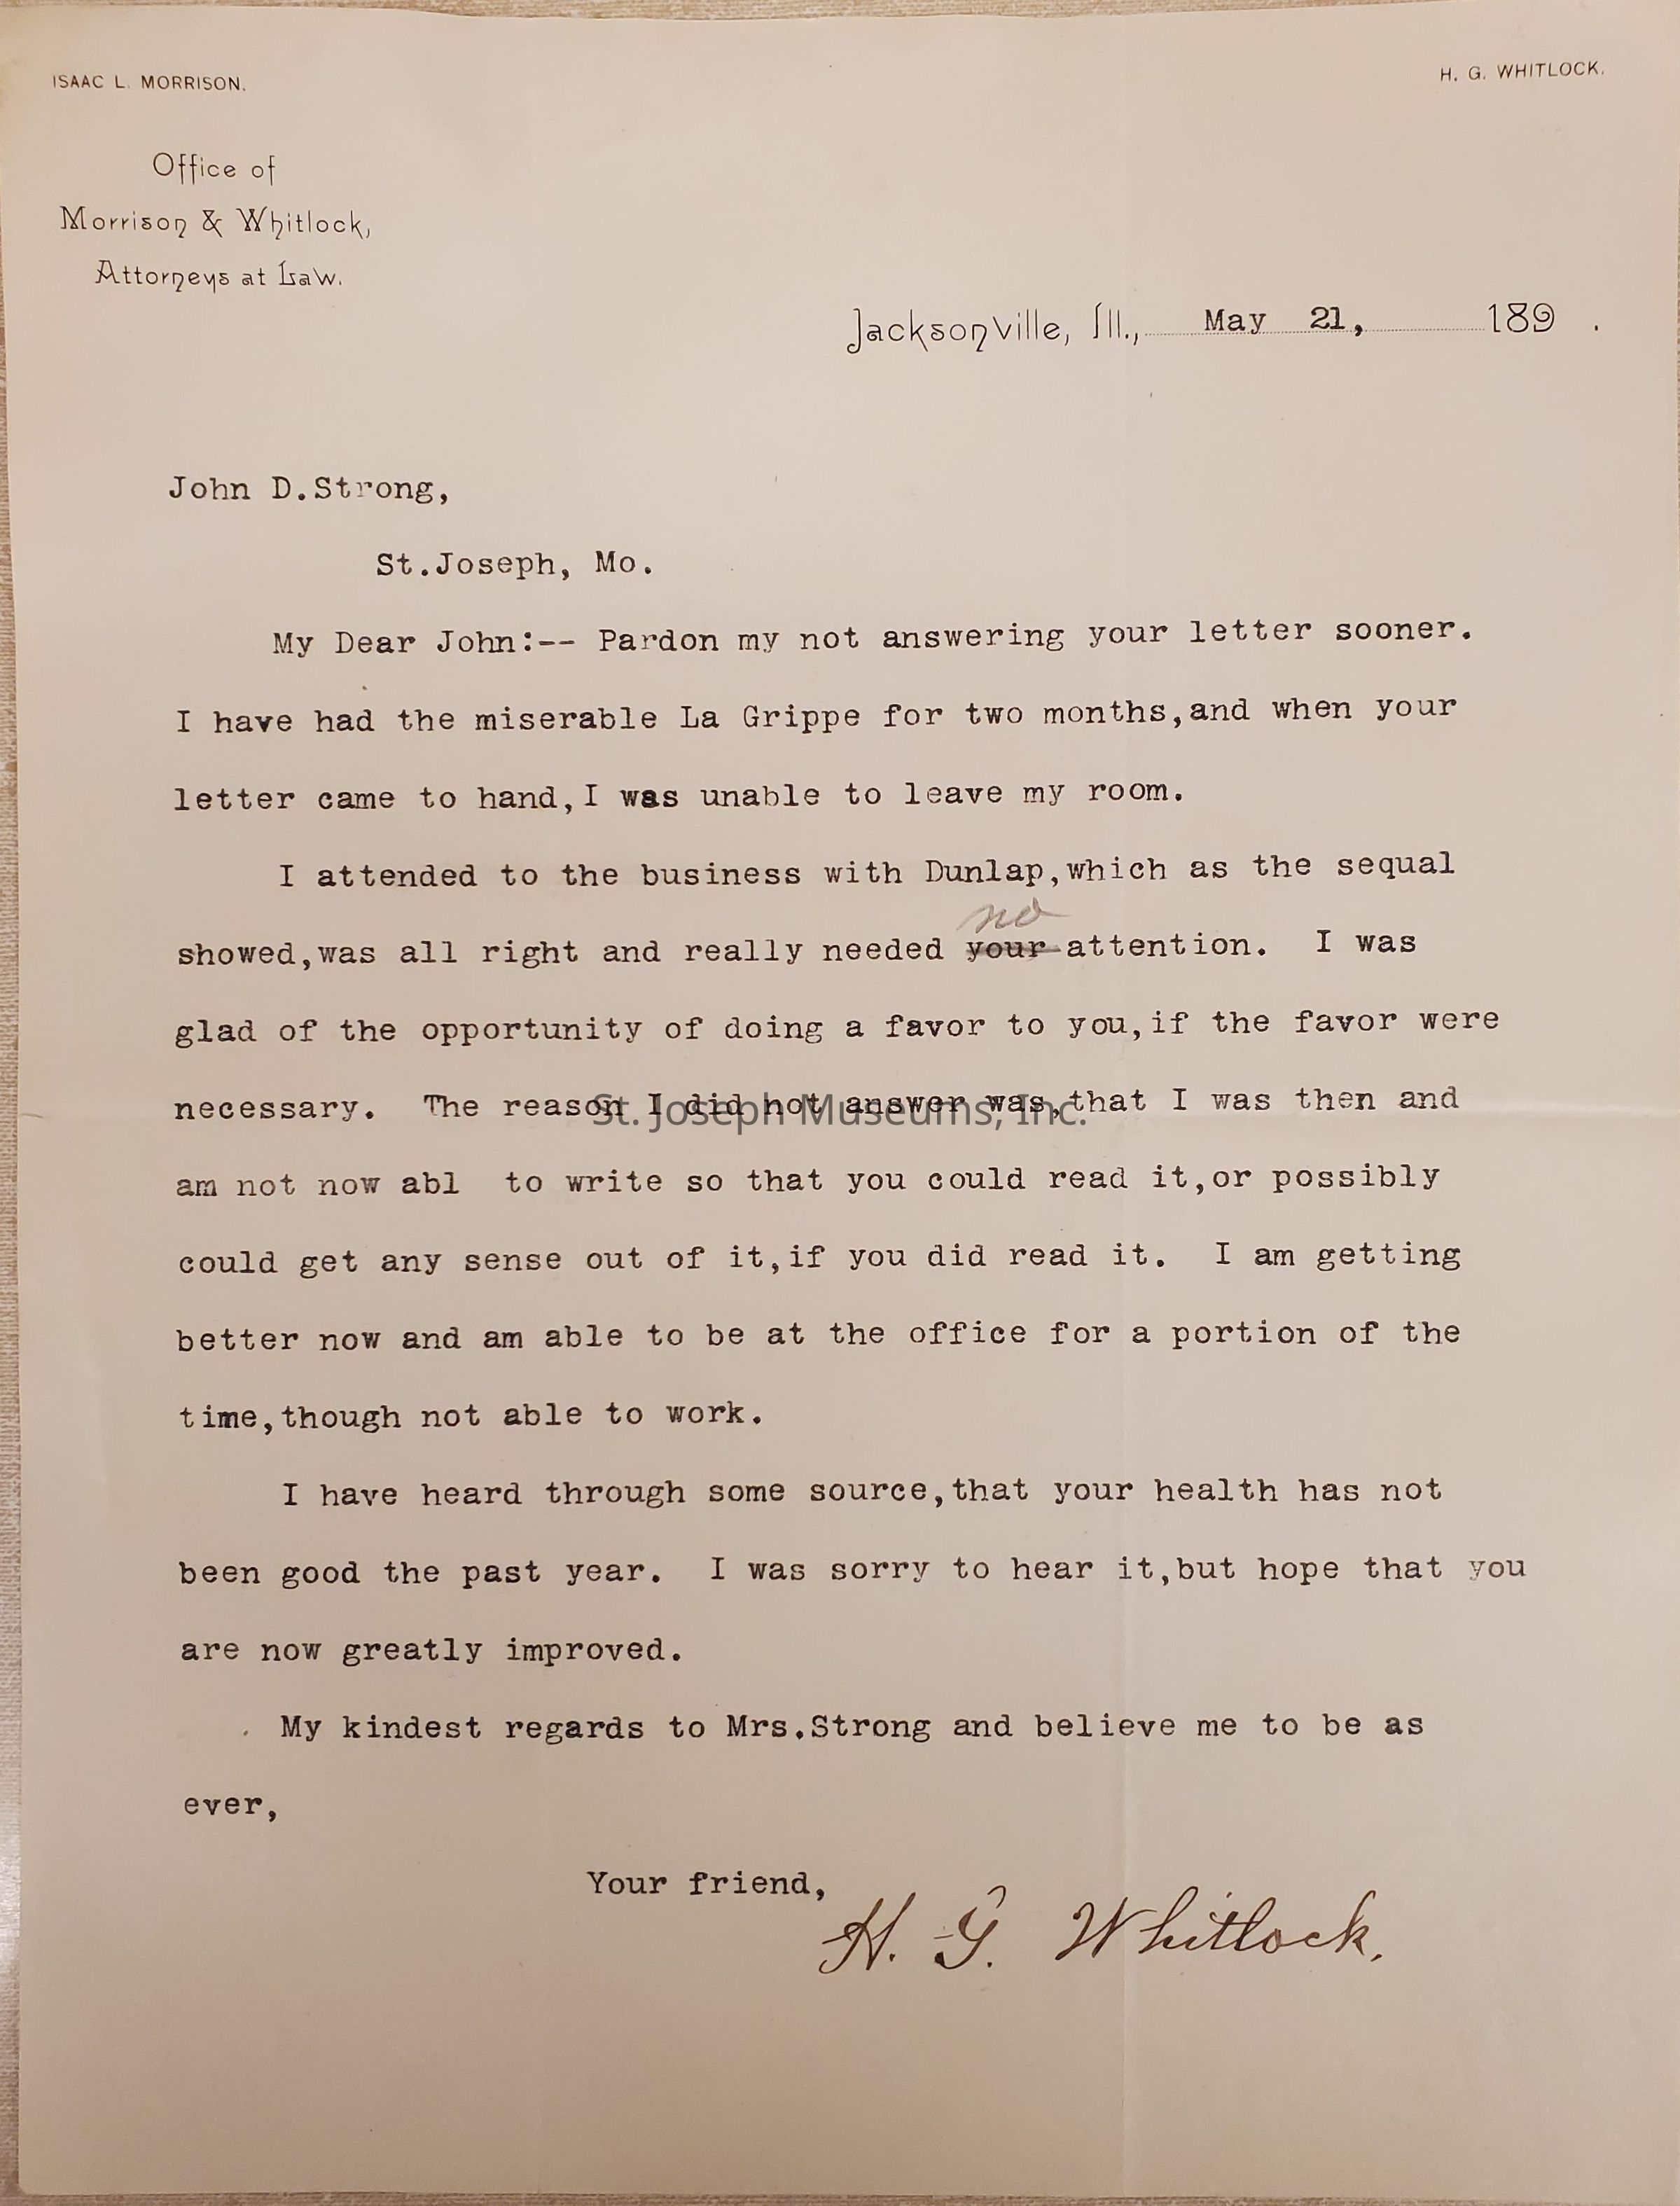 ISAAC L. MORRISON.
H. G. WHITLOCK.
Office of
Morrison & Whitlock,
Attorneys at Law.
Jacksonville, Ill., May 21, 189 .
John D.Strong,
St.Joseph, Mo.
My Dear John:-- Pardon my not answering your letter sooner.
I have had the miserable La Grippe for two months,and when your
letter came to hand,I was unable to leave my room.
I attended to the business with Dunlap,which as the sequal
no
showed,was all right and really needed your attention. I was
glad of the opportunity of doing a favor to you,if the favor were
necessary. The reason I did not answer was,that I was then and
St. Joseph Museums, Inc.
am not now abl to write so that you could read it,or possibly
could get any sense out of it,if you did read it. I am getting
better now and am able to be at the office for a portion of the
time,though not able to work.
I have heard through some source,that your health has not
been good the past year. I was sorry to hear it,but hope that you
are now greatly improved.
My kindest regards to Mrs.Strong and believe me to be as
ever,
Your friend,
H. G. Whitlock.